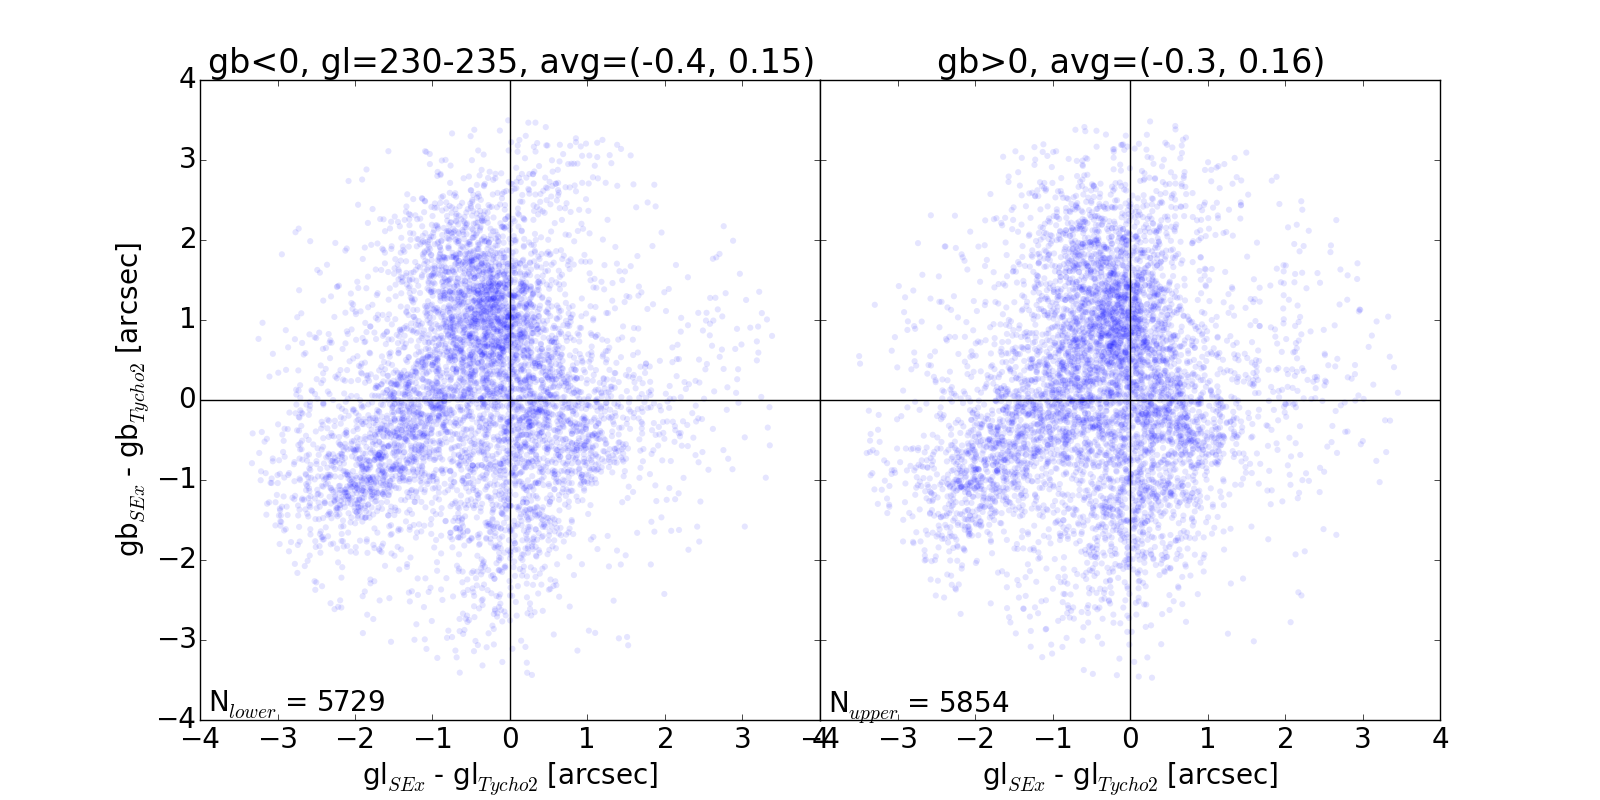 gb<0, gl=230-235, avg=(-0.4, 0.15)
gb>0, avg=(-0.3, 0.16)
4
3
2
1
0
−1
−2
−3
−4
gb_SEx - gb_Tycho2 [arcsec]
N_lower = 5729
N_upper = 5854
−4 −3 −2 −1 0 1 2 3 4
−4 −3 −2 −1 0 1 2 3 4
gl_SEx - gl_Tycho2 [arcsec]
gl_SEx - gl_Tycho2 [arcsec]